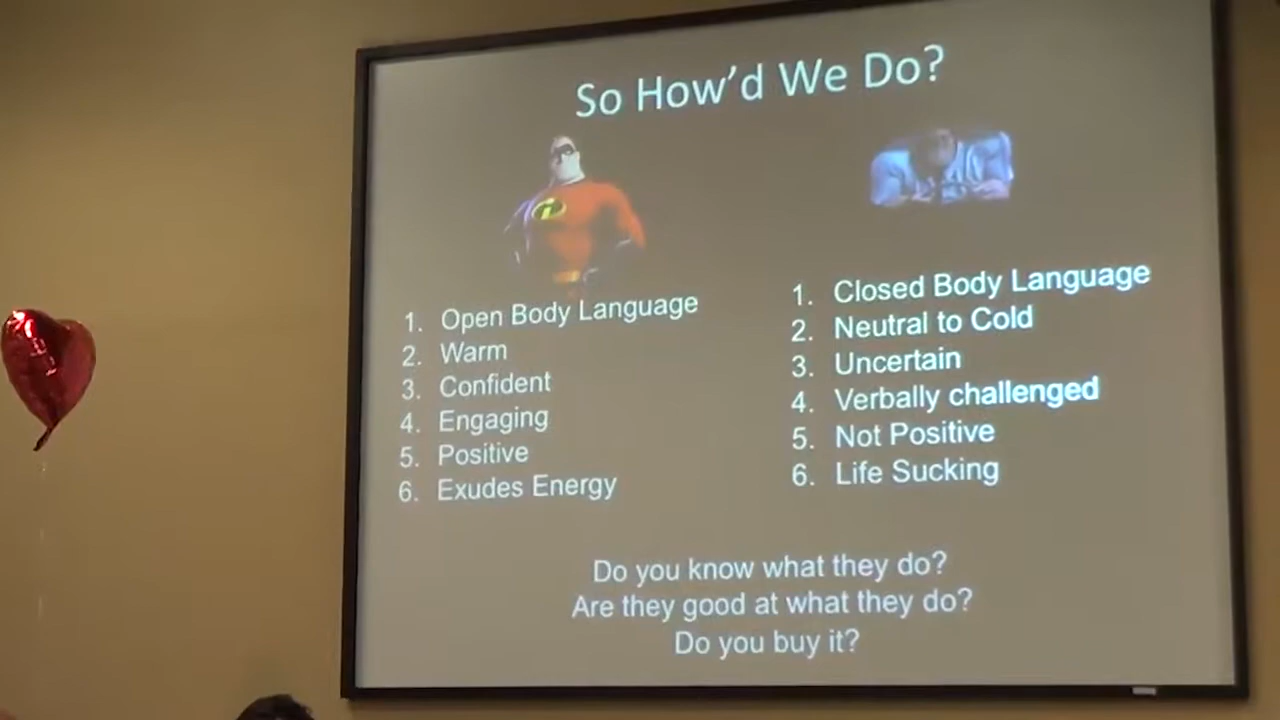 So How'd We Do?
1. Open Body Language
2. Warm
3. Confident
4. Engaging
5. Positive
6. Exudes Energy
1. Closed Body Language
2. Neutral to Cold
3. Uncertain
4. Verbally challenged
5. Not Positive
6. Life Sucking
Do you know what they do?
Are they good at what they do?
Do you buy it?